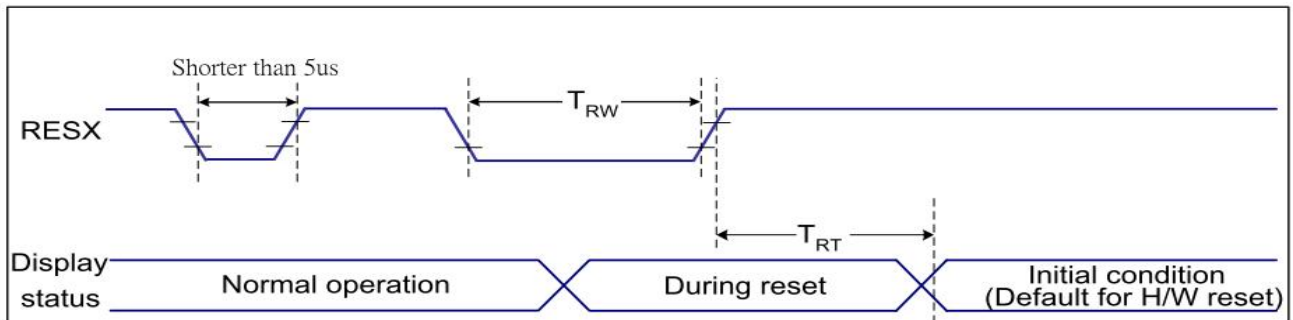 Shorter than 5us
RESX
TRW
TRT
Display
status
Normal operation
During reset
Initial condition
(Default for H/W reset)